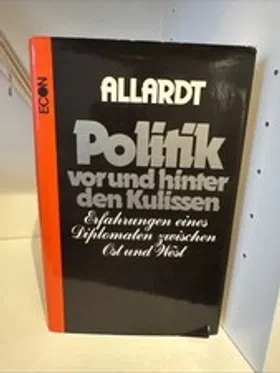 ECON
ALLARDT
Politik
vor und hinter
den Kulissen
Erfahrungen eines
Diplomaten zwischen
Ost und West